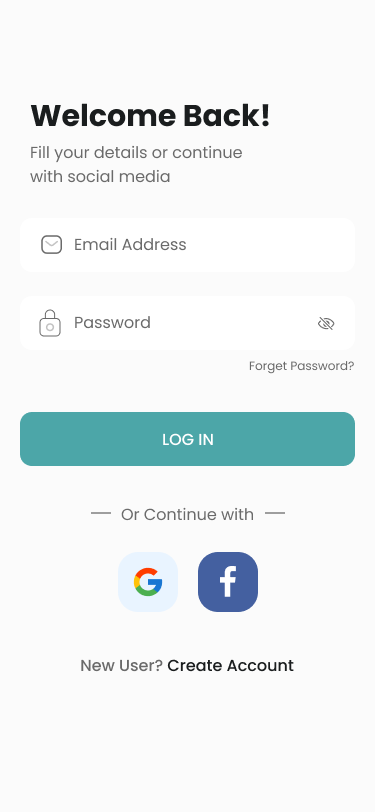 Welcome Back!
Fill your details or continue
with social media
Email Address
Password
Forget Password?
LOG IN
Or Continue with
New User? Create Account